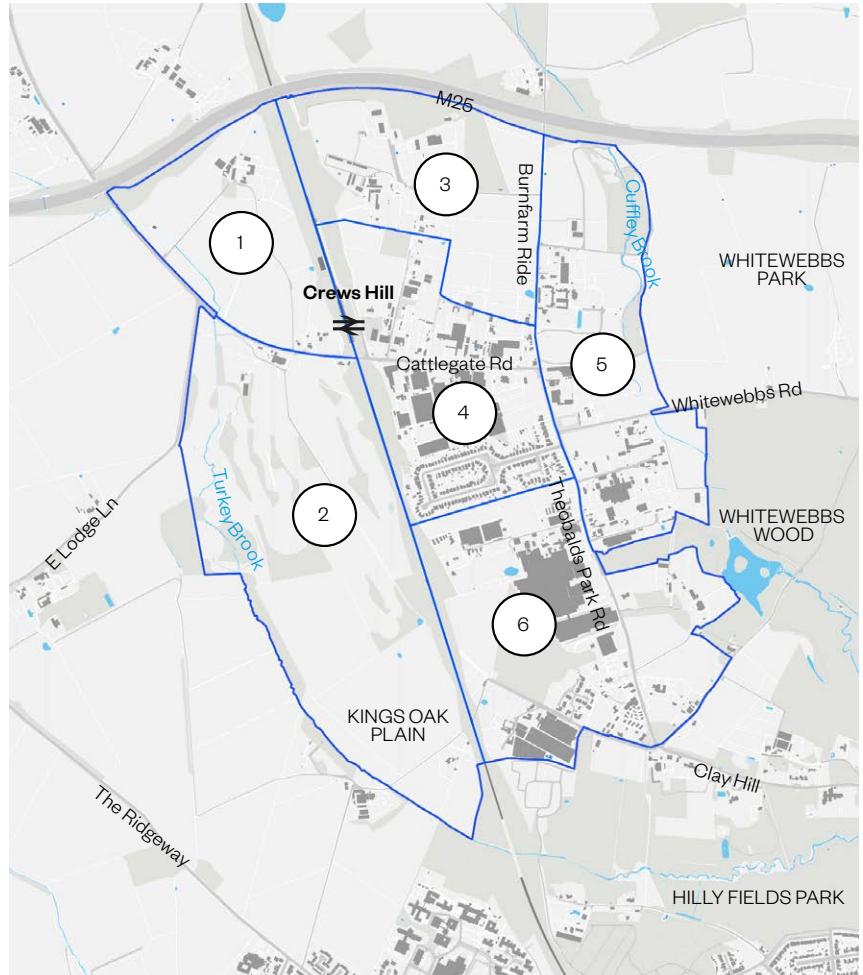 M25
3
Burnfarm Ride
Cuffley Brook
1
WHITEWEBBS
PARK
Crews Hill
Cattlegate Rd
5
4
Whitewebbs Rd
E Lodge Ln
Turkey Brook
2
Theobalds Park Rd
WHITEWEBBS
WOOD
6
KINGS OAK
PLAIN
Clay Hill
The Ridgeway
HILLY FIELDS PARK